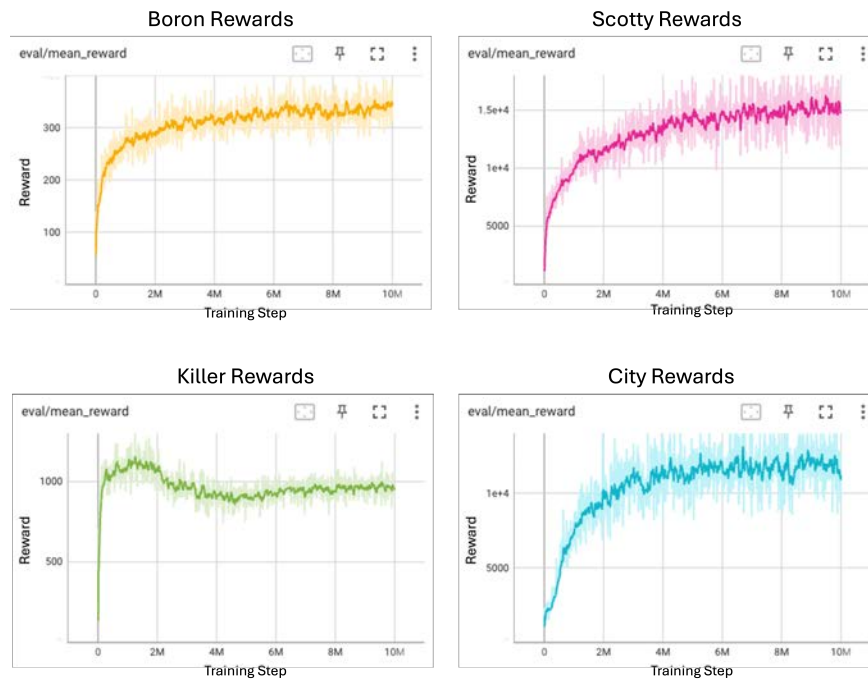 Boron Rewards
eval/mean_reward
Reward
300
200
100
0
2M
4M
6M
8M
10M
Training Step
Scotty Rewards
eval/mean_reward
Reward
1.5e+4
1e+4
5000
0
2M
4M
6M
8M
10M
Training Step
Killer Rewards
eval/mean_reward
Reward
1000
500
0
2M
4M
6M
8M
10M
Training Step
City Rewards
eval/mean_reward
Reward
1e+4
5000
0
2M
4M
6M
8M
10M
Training Step